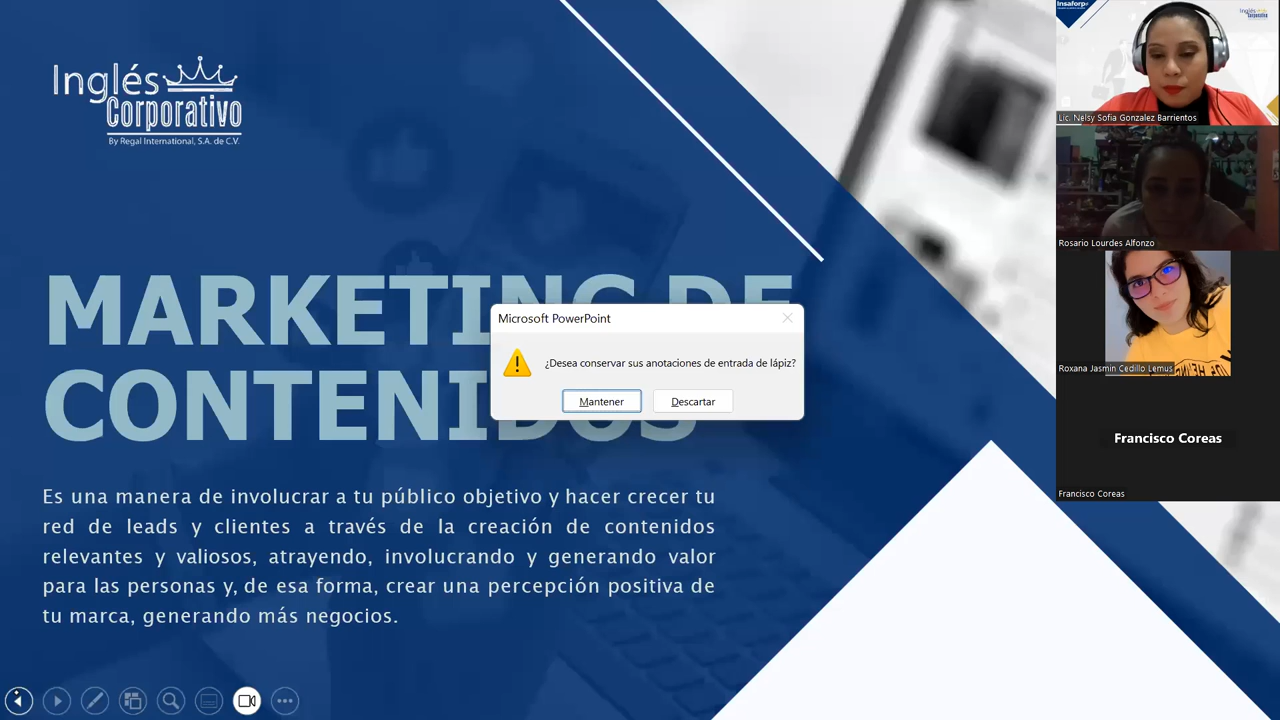 Inglés
Corporativo
By Regal International, S.A. de C.V.
MARKETING DE
CONTENIDOS
Es una manera de involucrar a tu público objetivo y hacer crecer tu
red de leads y clientes a través de la creación de contenidos
relevantes y valiosos, atrayendo, involucrando y generando valor
para las personas y, de esa forma, crear una percepción positiva de
tu marca, generando más negocios.
Microsoft PowerPoint
¿Desea conservar sus anotaciones de entrada de lápiz?
Mantener
Descartar
Insaforp
Inglés
Corporativo
Lic. Nelsy Sofia Gonzalez Barrientos
Rosario Lourdes Alfonzo
Roxana Jasmin Cedillo Lemus
Francisco Coreas
Francisco Coreas